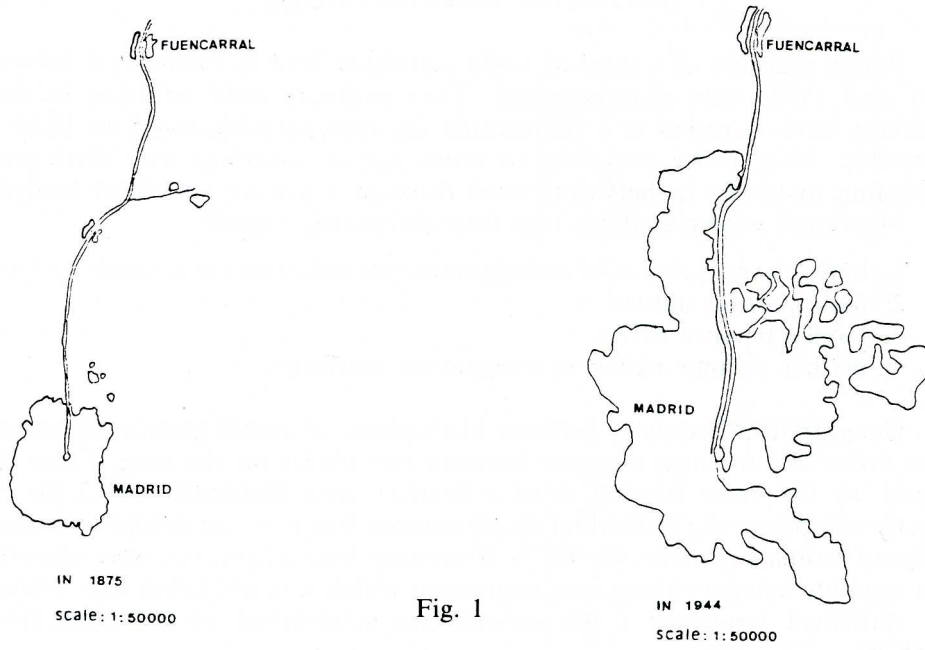 FUENCARRAL
MADRID
IN 1875
scale: 1:50000
Fig. 1
FUENCARRAL
MADRID
IN 1944
scale: 1:50000